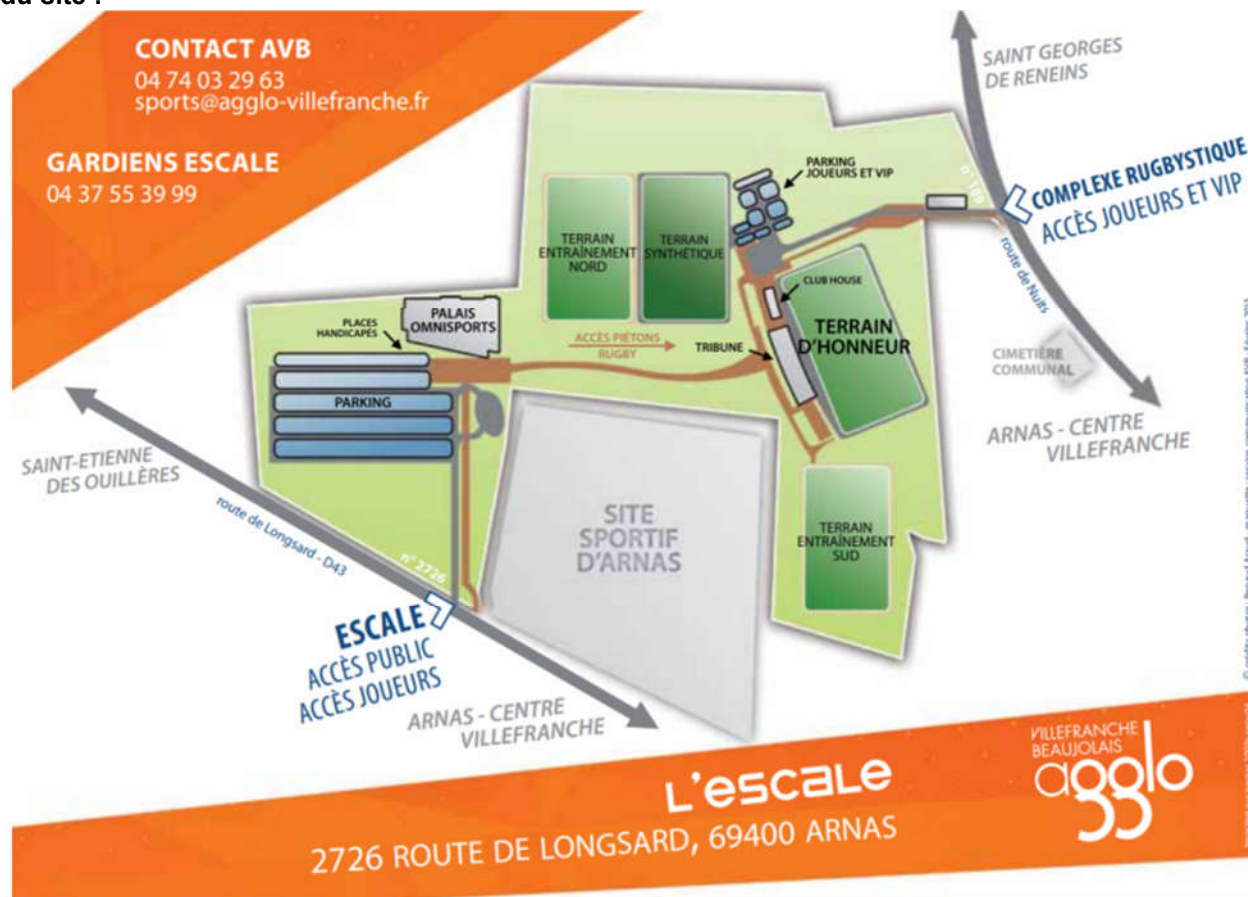 du site :
CONTACT AVB
04 74 03 29 63
sports@agglo-villefranche.fr
GARDIENS ESCALE
04 37 55 39 99
SAINT GEORGES
DE RENEINS
COMPLEXE RUGBYSTIQUE
ACCÈS JOUEURS ET VIP
PARKING
JOUEURS ET VIP
TERRAIN
ENTRAÎNEMENT
NORD
TERRAIN
SYNTHÉTIQUE
route de Nuits
CLUB HOUSE
TERRAIN
D'HONNEUR
TRIBUNE
ACCÈS PIÉTONS
RUGBY
PALAIS
OMNISPORTS
PLACES
HANDICAPÉS
PARKING
CIMETIÈRE
COMMUNAL
ARNAS - CENTRE
VILLEFRANCHE
SAINT-ETIENNE
DES OUILLÈRES
route de Longsard - D43
n° 2726
SITE
SPORTIF
D'ARNAS
TERRAIN
ENTRAÎNEMENT
SUD
ESCALE
ACCÈS PUBLIC
ACCÈS JOUEURS
ARNAS - CENTRE
VILLEFRANCHE
L'escale
2726 ROUTE DE LONGSARD, 69400 ARNAS
VILLEFRANCHE
BEAUJOLAIS
agglo